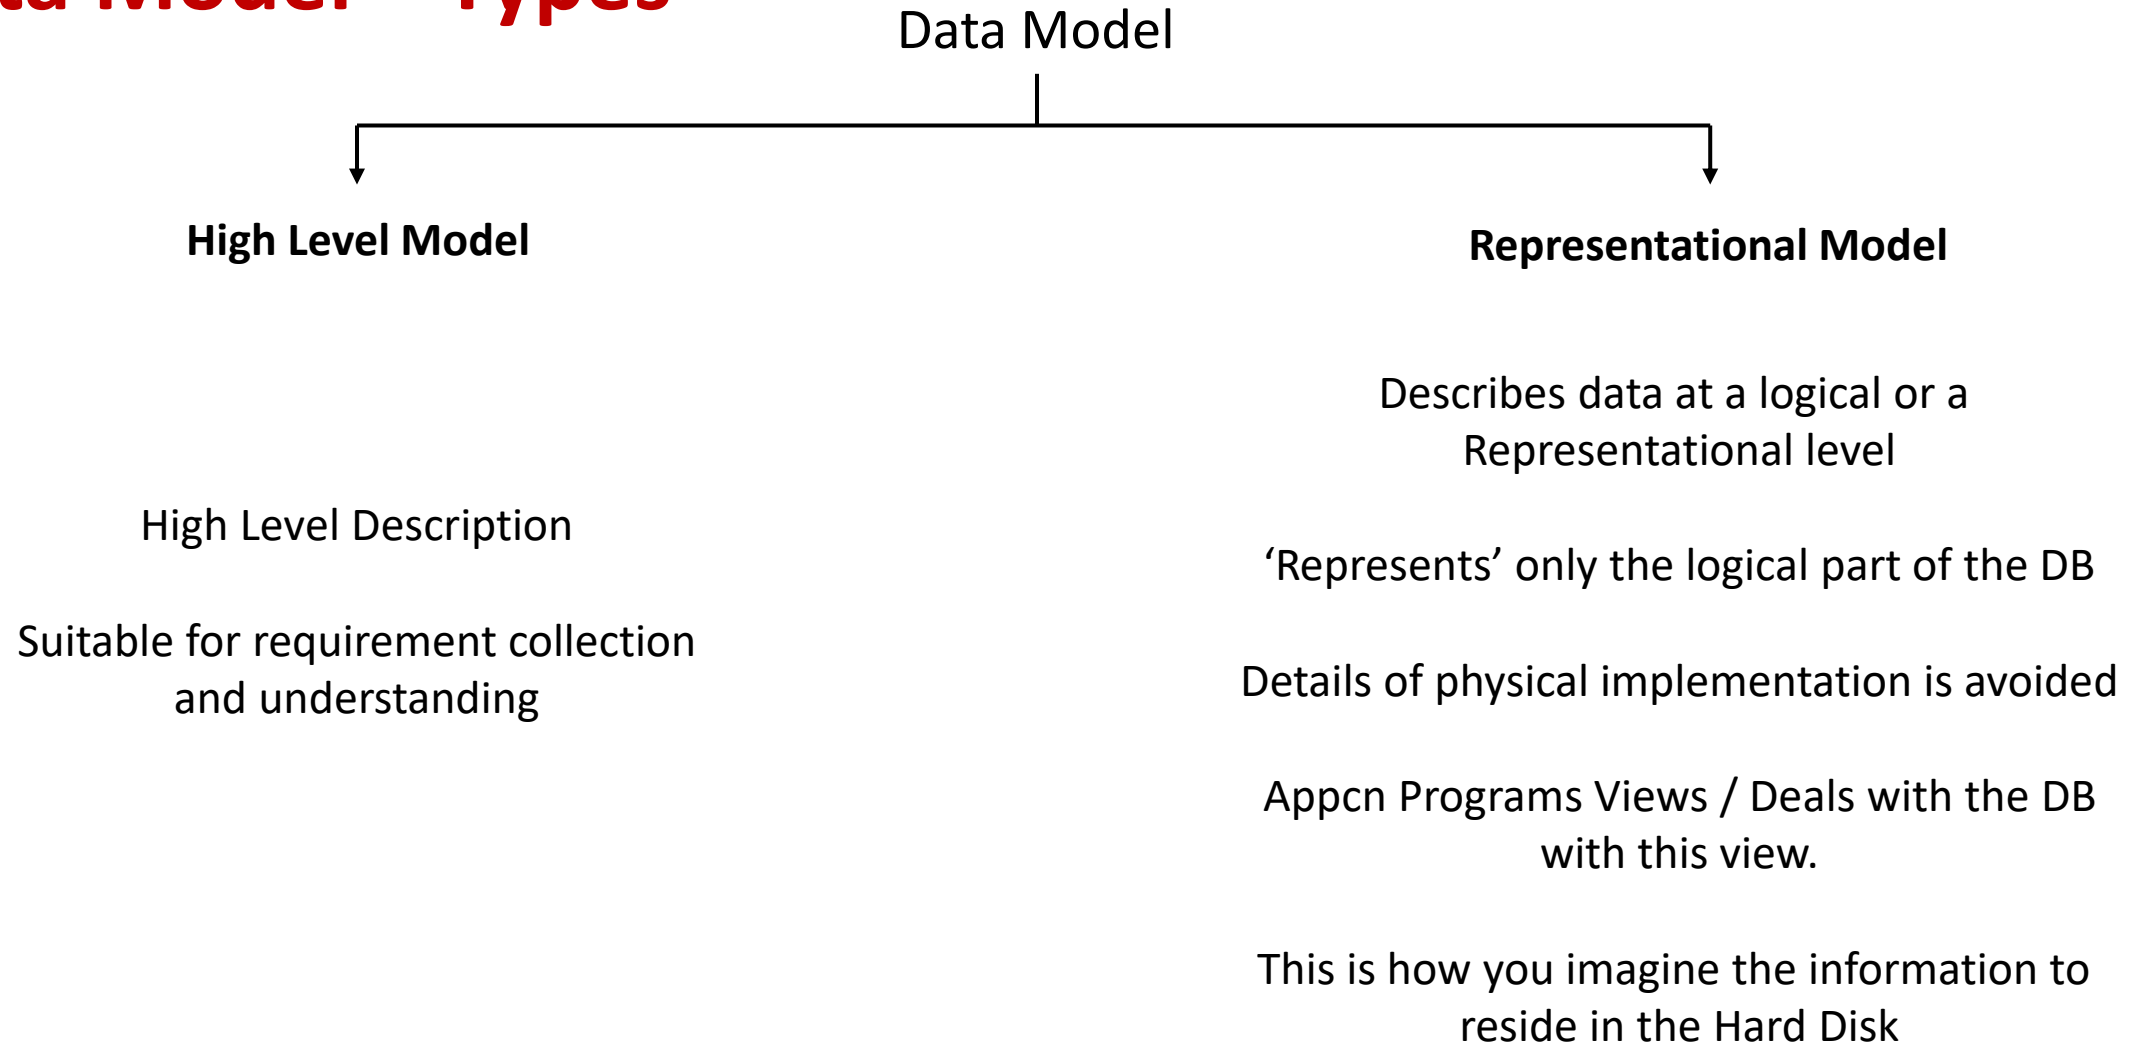 Model Types
Data Model
High Level Model
Representational Model
High Level Description
Suitable for requirement collection
and understanding
Describes data at a logical or a
Representational level
‘Represents’ only the logical part of the DB
Details of physical implementation is avoided
Appcn Programs Views / Deals with the DB
with this view.
This is how you imagine the information to
reside in the Hard Disk